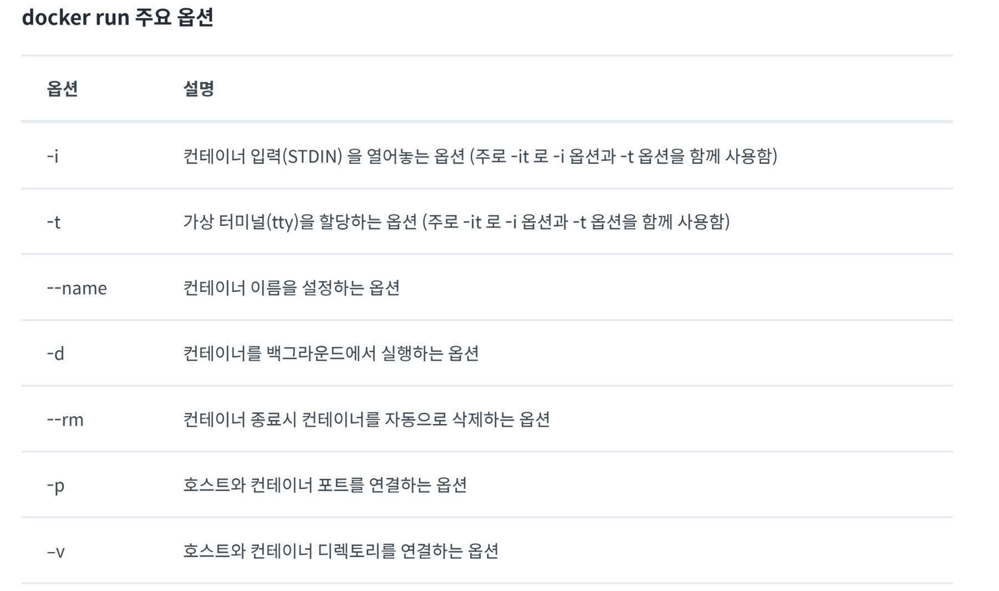 docker run 주요 옵션
옵션 설명
-i 컨테이너 입력(STDIN) 을 열어놓는 옵션 (주로 -it 로 -i 옵션과 -t 옵션을 함께 사용함)
-t 가상 터미널(tty)을 할당하는 옵션 (주로 -it 로 -i 옵션과 -t 옵션을 함께 사용함)
--name 컨테이너 이름을 설정하는 옵션
-d 컨테이너를 백그라운드에서 실행하는 옵션
--rm 컨테이너 종료시 컨테이너를 자동으로 삭제하는 옵션
-p 호스트와 컨테이너 포트를 연결하는 옵션
–v 호스트와 컨테이너 디렉토리를 연결하는 옵션